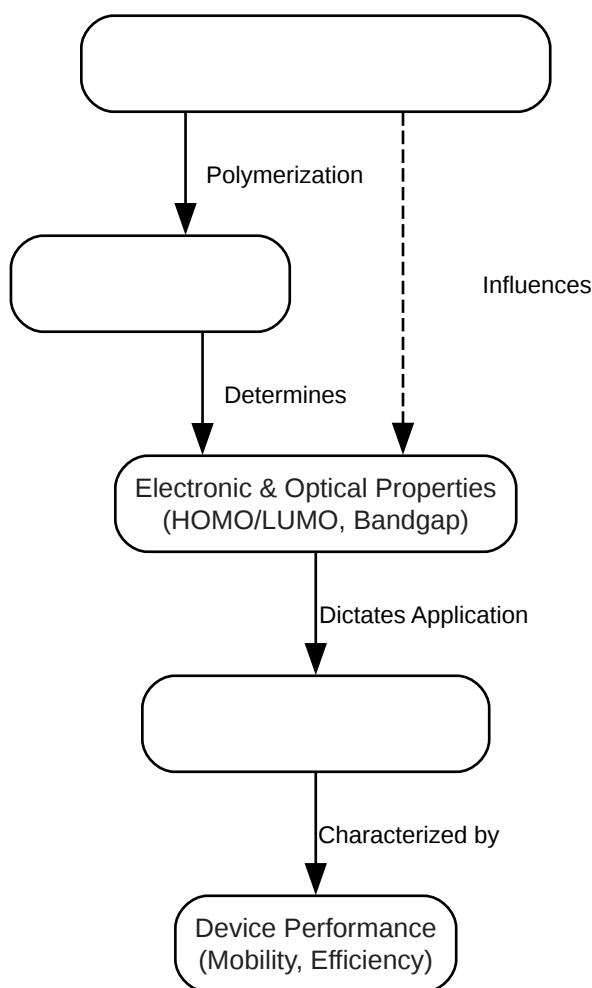 Polymerization
Influences
Determines
Electronic & Optical Properties
(HOMO/LUMO, Bandgap)
Dictates Application
Characterized by
Device Performance
(Mobility, Efficiency)